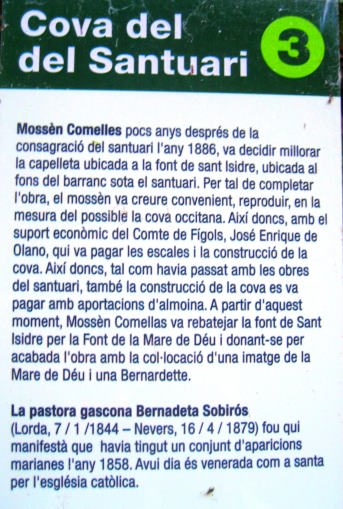 Cova del
del Santuari
3
Mossèn Comelles pocs anys després de la
consagració del santuari l'any 1886, va decidir millorar
la capelleta ubicada a la font de sant Isidre, ubicada al
fons del barranc sota el santuari. Per tal de completar
l'obra, el mossèn va creure convenient, reproduir, en la
mesura del possible la cova occitana. Així doncs, amb el
suport econòmic del Comte de Fígols, José Enrique de
Olano, qui va pagar les escales i la construcció de la
cova. Així doncs, tal com havia passat amb les obres
del santuari, també la construcció de la cova es va
pagar amb aportacions d'almoina. A partir d'aquest
moment, Mossèn Comellas va rebatejar la font de Sant
Isidre per la Font de la Mare de Déu i donant-se per
acabada l'obra amb la col·locació d'una imatge de la
Mare de Déu i una Bernardette.
La pastora gascona Bernadeta Sobirós
(Lorda, 7 / 1 /1844 – Nevers, 16 / 4 / 1879) fou qui
manifestà que havia tingut un conjunt d'aparicions
marianes l'any 1858. Avui dia és venerada com a santa
per l'església catòlica.